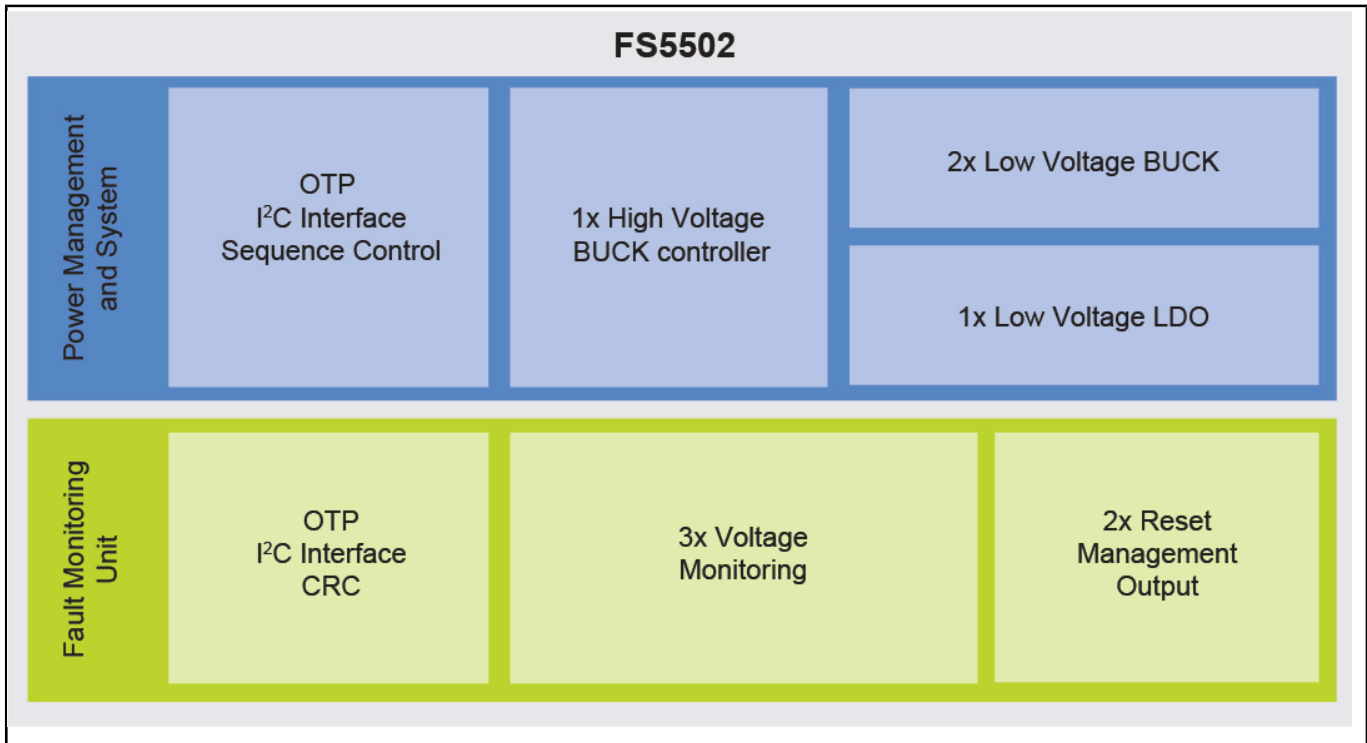 FS5502
Power Management
and System
OTP
I²C Interface
Sequence Control
1x High Voltage
BUCK controller
2x Low Voltage BUCK
1x Low Voltage LDO
Fault Monitoring
Unit
OTP
I²C Interface
CRC
3x Voltage
Monitoring
2x Reset
Management
Output